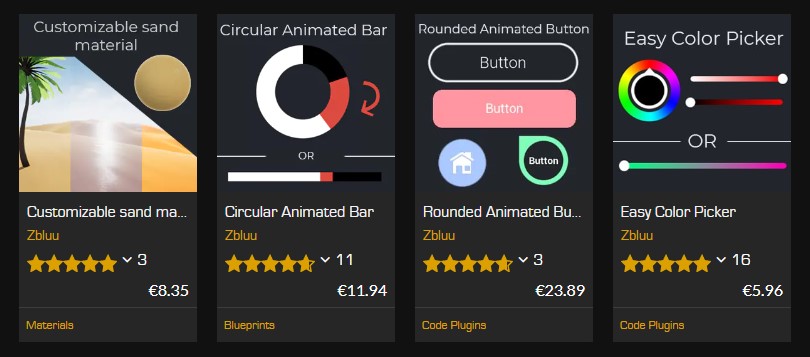 Customizable sand
material
Customizable sand ma...
Zbluu
3
€8.35
Materials
Circular Animated Bar
OR
Circular Animated Bar
Zbluu
11
€11.94
Blueprints
Rounded Animated Button
Button
Button
Button
Rounded Animated Bu...
Zbluu
3
€23.89
Code Plugins
Easy Color Picker
OR
Easy Color Picker
Zbluu
16
€5.96
Code Plugins